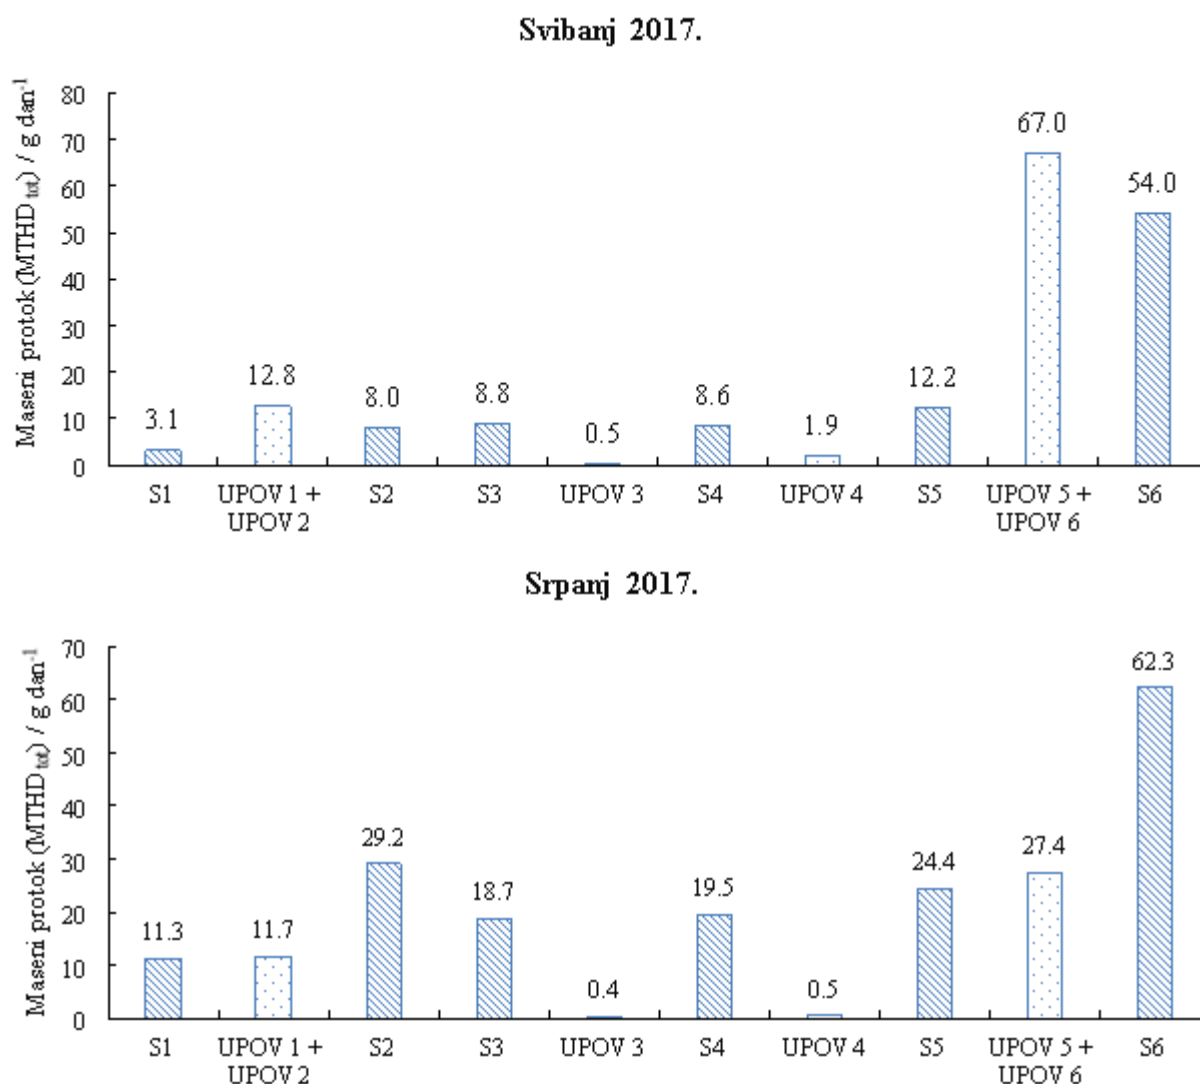 Svibanj 2017.
Maseni protok (MTHD tot) / g dan-1
80
70
60
50
40
30
20
10
0
3.1
12.8
8.0
8.8
0.5
8.6
1.9
12.2
67.0
54.0
S1
UPOV 1 +
UPOV 2
S2
S3
UPOV 3
S4
UPOV 4
S5
UPOV 5 +
UPOV 6
S6
Srpanj 2017.
Maseni protok (MTHD tot) / g dan-1
70
60
50
40
30
20
10
0
11.3
11.7
29.2
18.7
0.4
19.5
0.5
24.4
27.4
62.3
S1
UPOV 1 +
UPOV 2
S2
S3
UPOV 3
S4
UPOV 4
S5
UPOV 5 +
UPOV 6
S6